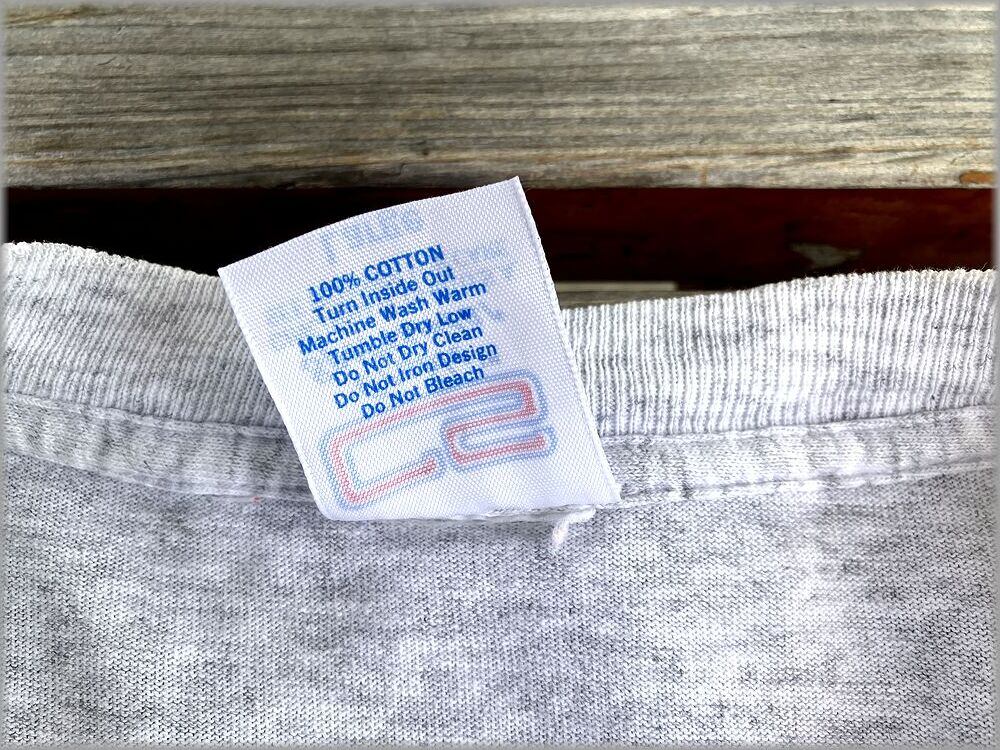 100% COTTON
Turn Inside Out
Machine Wash Warm
Tumble Dry Low
Do Not Dry Clean
Do Not Iron Design
Do Not Bleach